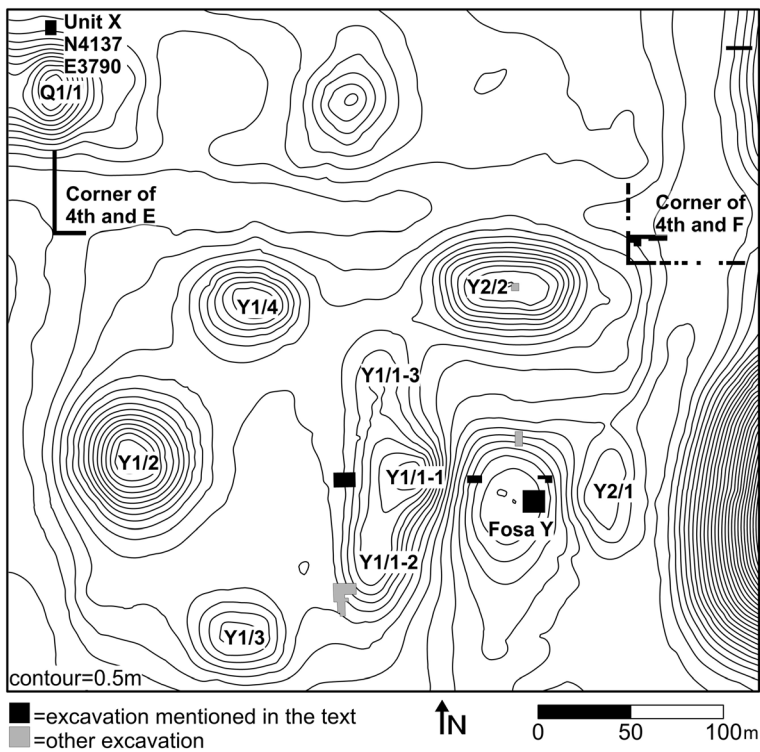 Unit X
N4137
E3790
Q1/1
Corner of
4th and E
Corner of
4th and F
Y2/2
Y1/4
Y1/1-3
Y1/2
Y1/1-1
Y2/1
Fosa Y
Y1/1-2
Y1/3
contour=0.5m
=excavation mentioned in the text
=other excavation
N
0 50 100m